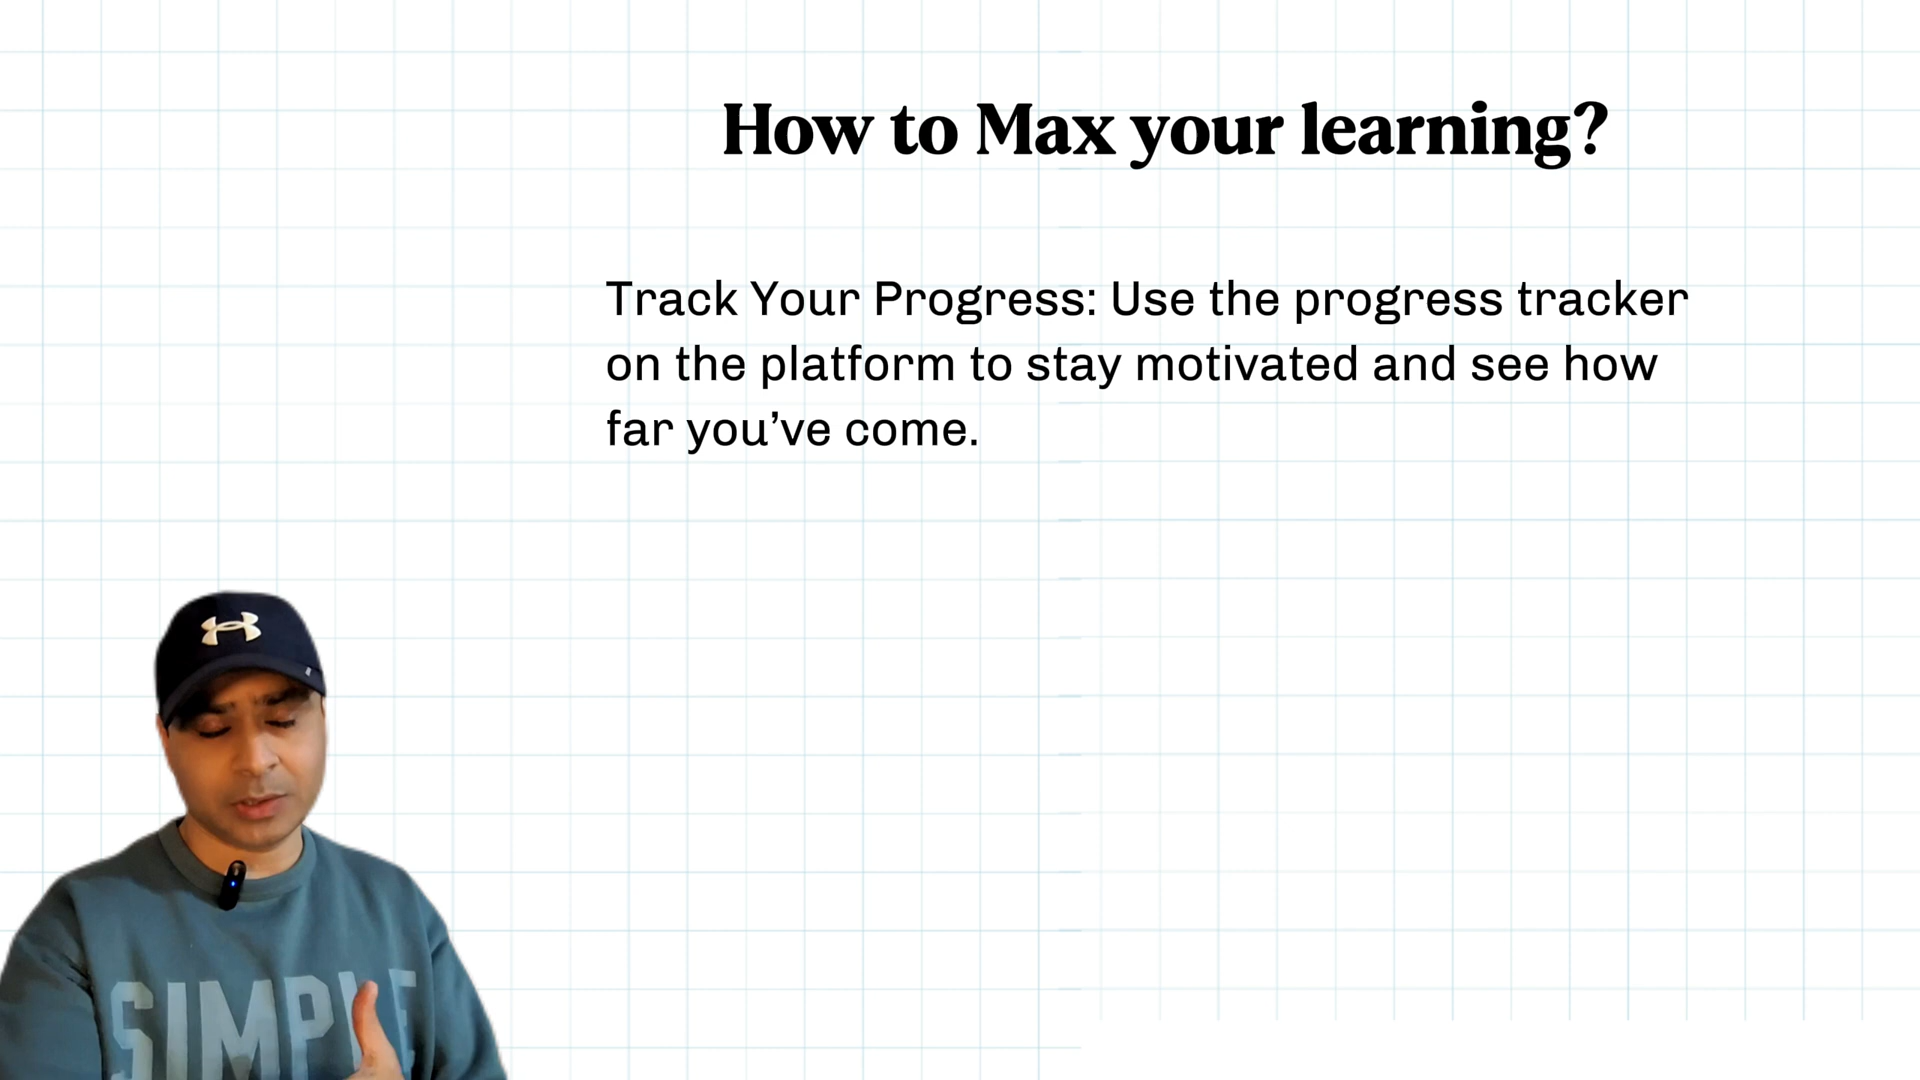 How to Max your learning?
Track Your Progress: Use the progress tracker
on the platform to stay motivated and see how
far you’ve come.
SIMPLE